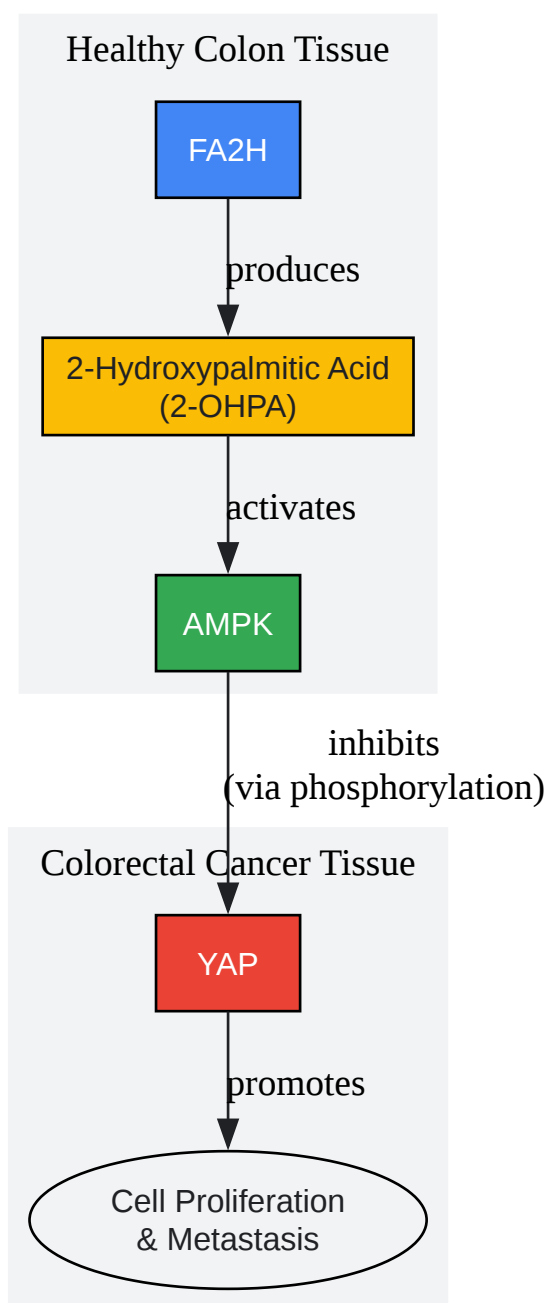 Healthy Colon Tissue
FA2H
produces
2-Hydroxypalmitic Acid
(2-OHPA)
activates
AMPK
inhibits
(via phosphorylation)
Colorectal Cancer Tissue
YAP
promotes
Cell Proliferation
& Metastasis